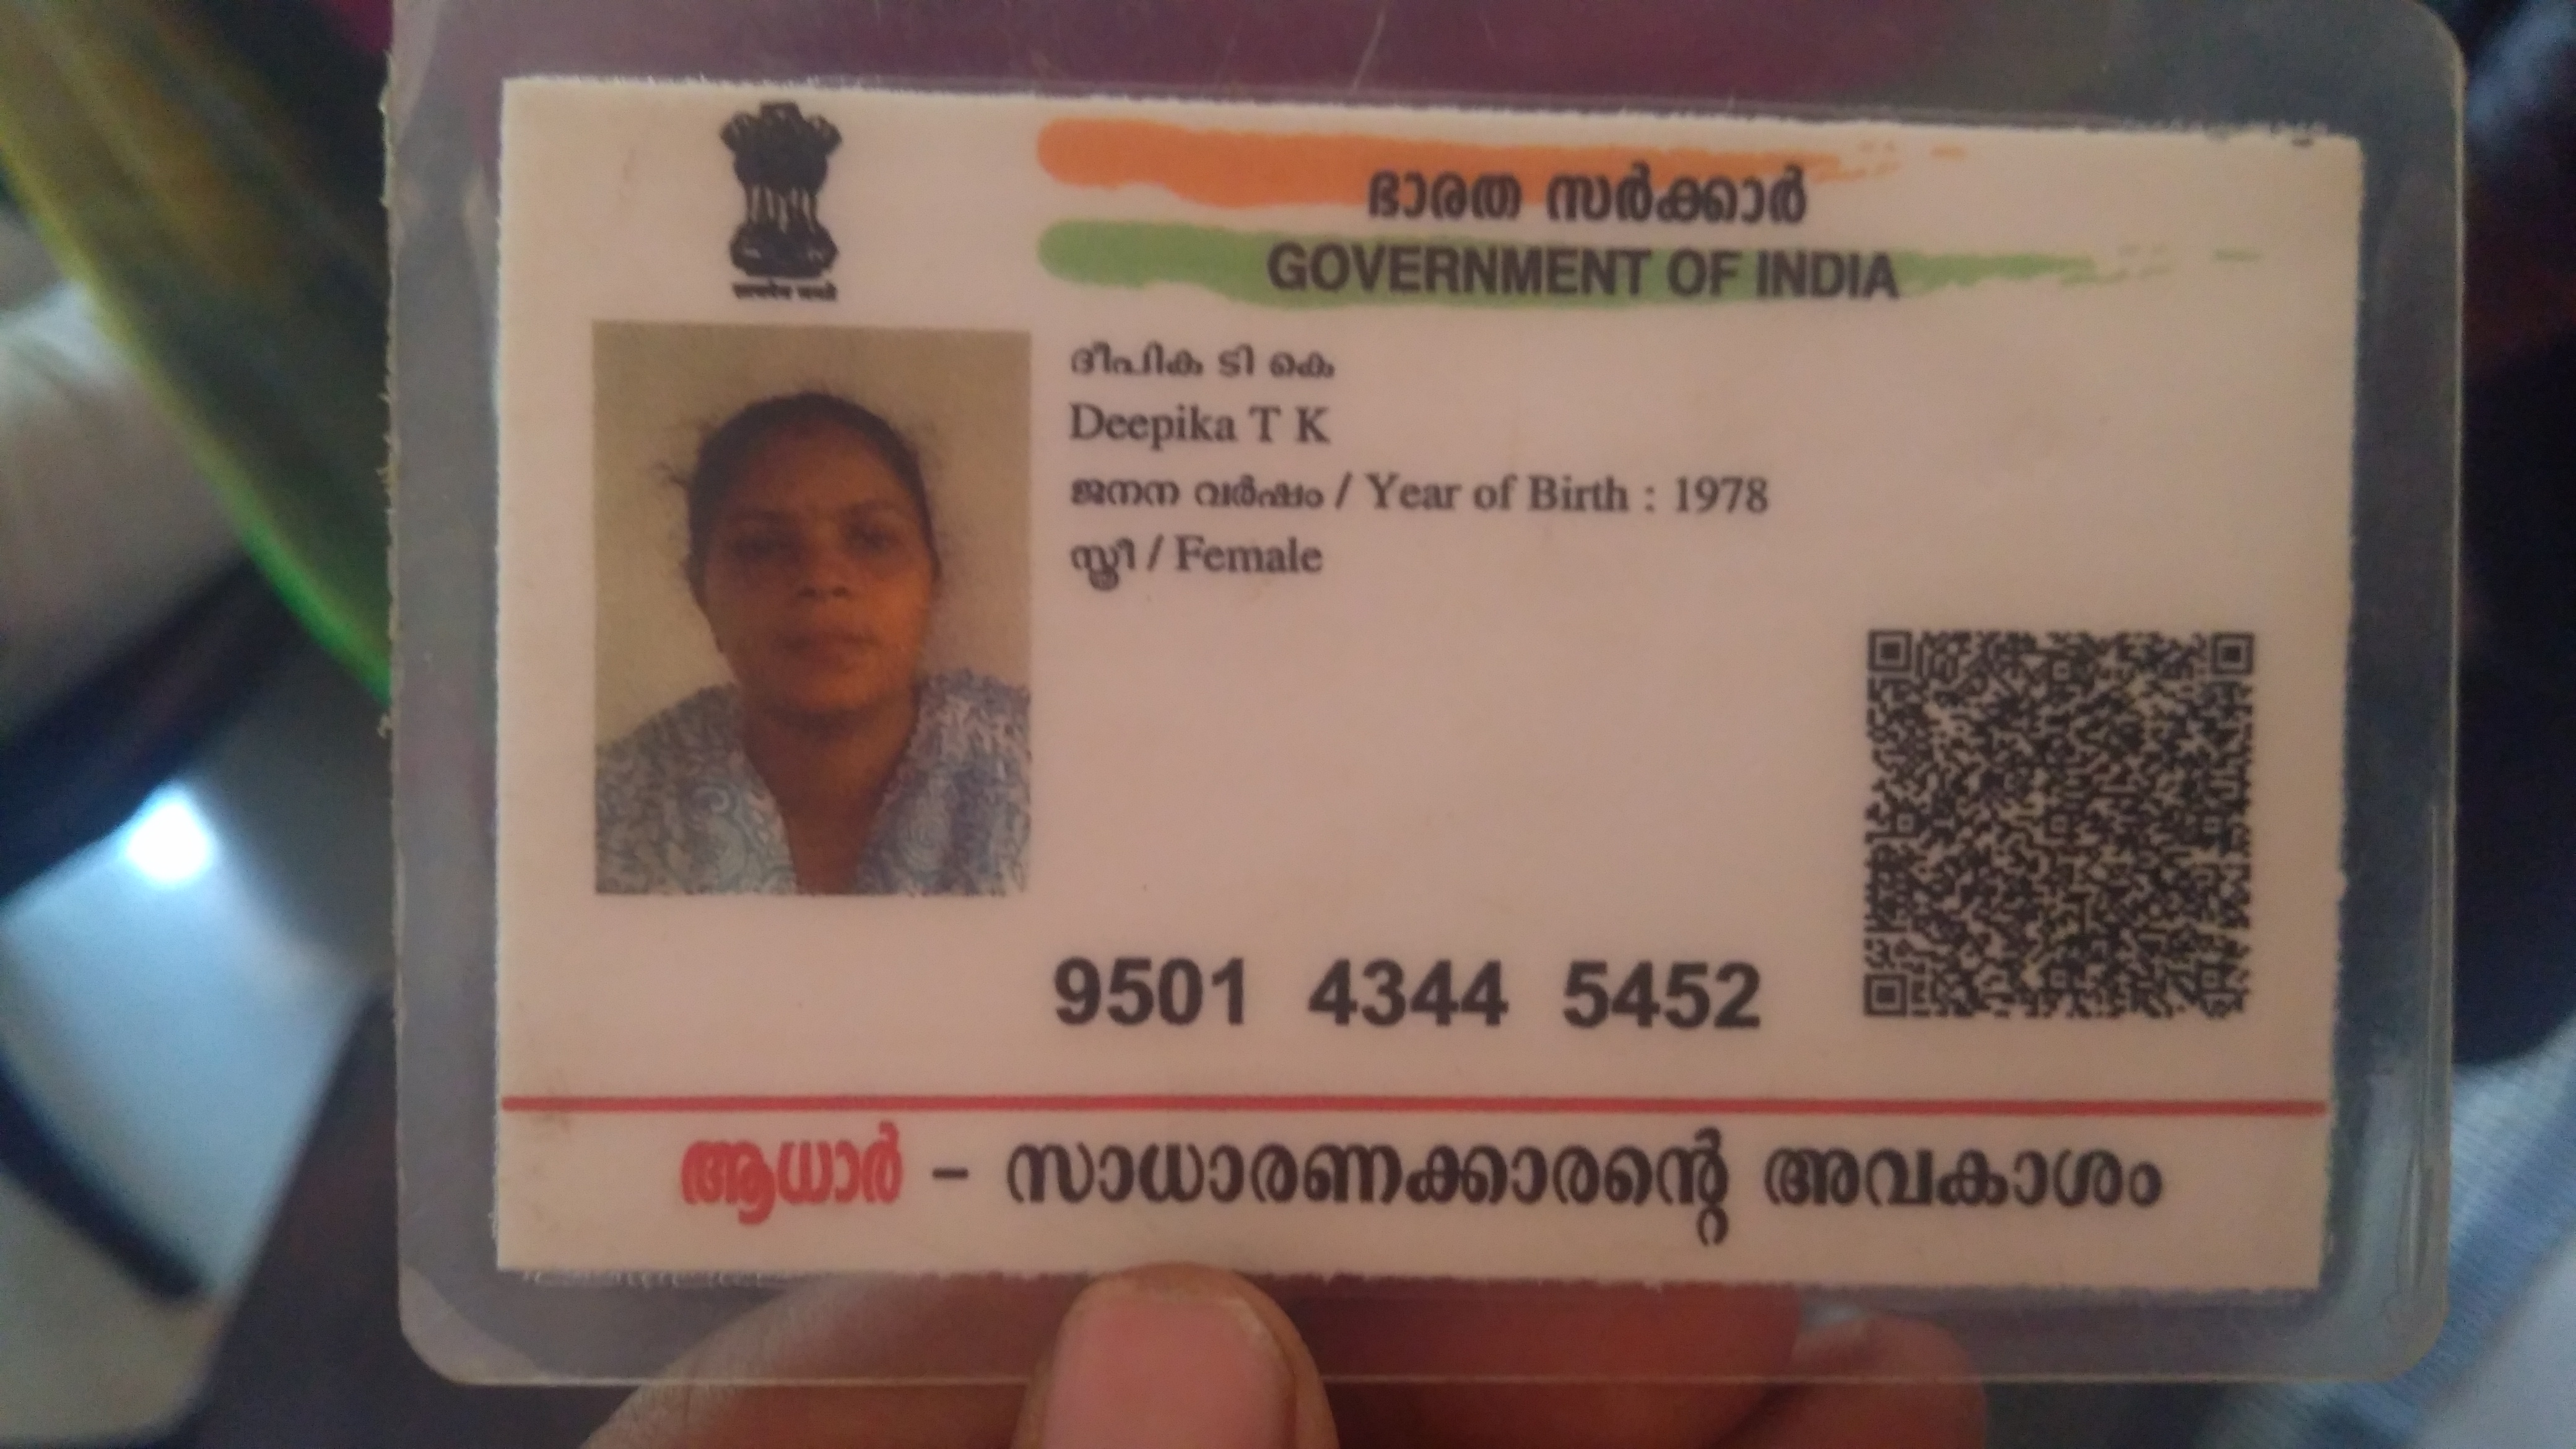 ഭാരത സർക്കാർ
GOVERNMENT OF INDIA
ദീപിക ടി കെ
Deepika T K
ജനന വർഷം / Year of Birth : 1978
സ്ത്രീ / Female
9501 4344 5452
ആധാർ – സാധാരണക്കാരന്റെ അവകാശം